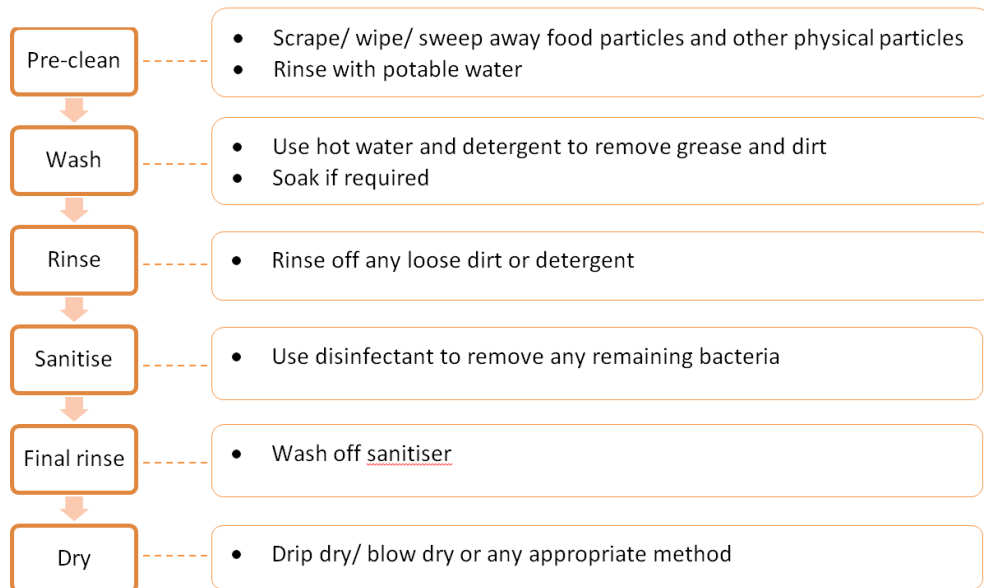 Pre-clean
• Scrape/ wipe/ sweep away food particles and other physical particles
• Rinse with potable water
Wash
• Use hot water and detergent to remove grease and dirt
• Soak if required
Rinse
• Rinse off any loose dirt or detergent
Sanitise
• Use disinfectant to remove any remaining bacteria
Final rinse
• Wash off sanitiser
Dry
• Drip dry/ blow dry or any appropriate method